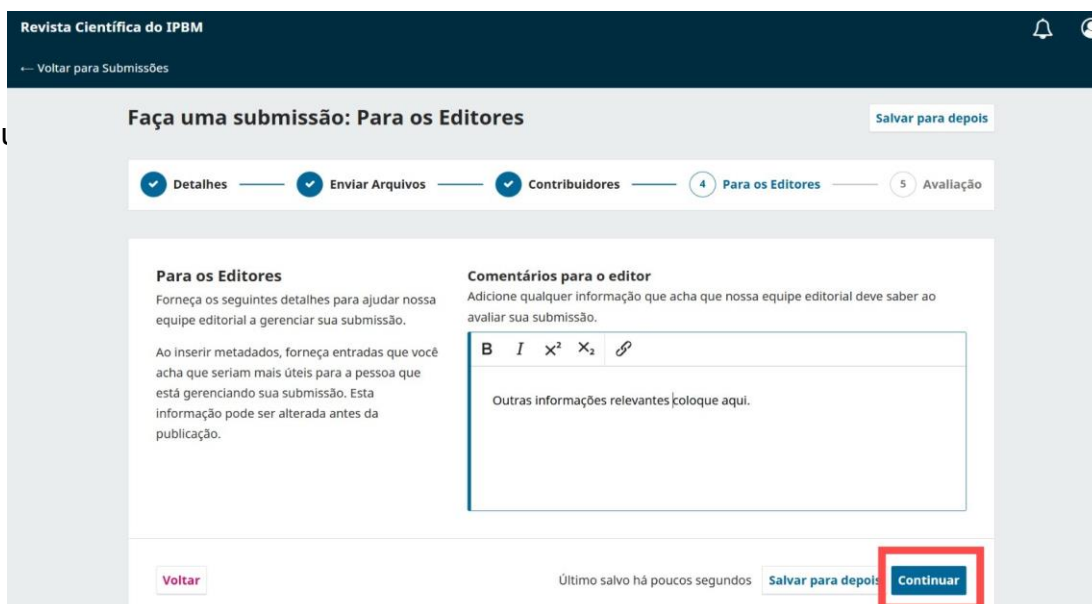 Revista Científica do IPBM
← Voltar para Submissões
Faça uma submissão: Para os Editores
Salvar para depois
Detalhes
Enviar Arquivos
Contribuidores
4 Para os Editores
5 Avaliação
Para os Editores
Forneça os seguintes detalhes para ajudar nossa
equipe editorial a gerenciar sua submissão.
Ao inserir metadados, forneça entradas que você
acha que seriam mais úteis para a pessoa que
está gerenciando sua submissão. Esta
informação pode ser alterada antes da
publicação.
Comentários para o editor
Adicione qualquer informação que acha que nossa equipe editorial deve saber ao
avaliar sua submissão.
B I X² X₂
Outras informações relevantes coloque aqui.
Voltar
Último salvo há poucos segundos
Salvar para depois
Continuar